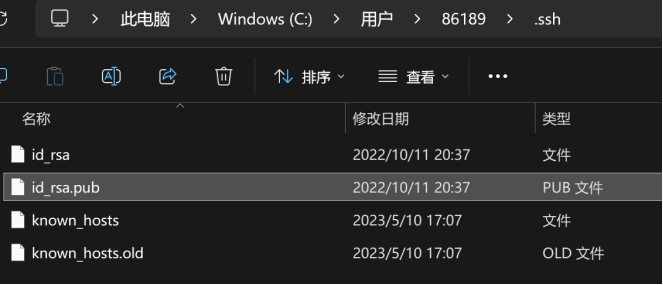 此电脑 > Windows (C:) > 用户 > 86189 > .ssh
排序 查看
名称 修改日期 类型
id_rsa 2022/10/11 20:37 文件
id_rsa.pub 2022/10/11 20:37 PUB 文件
known_hosts 2023/5/10 17:07 文件
known_hosts.old 2023/5/10 17:07 OLD 文件